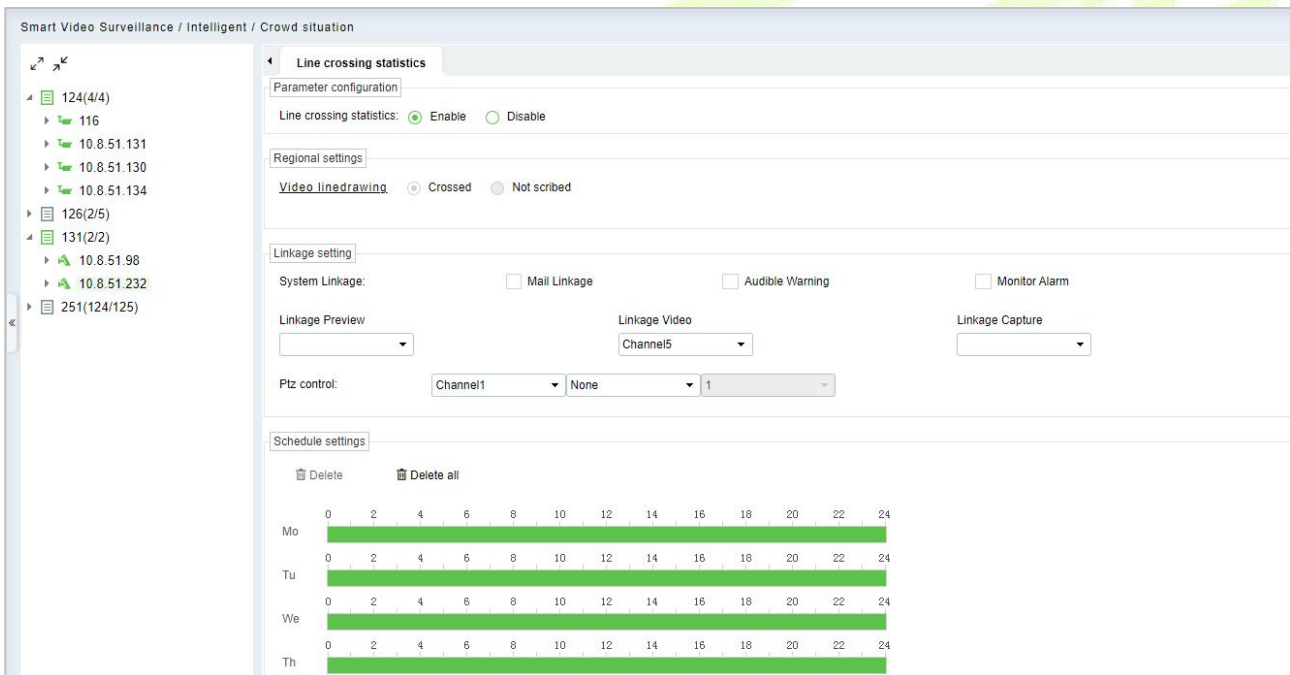 Smart Video Surveillance / Intelligent / Crowd situation
Line crossing statistics
124(4/4)
116
10.8.51.131
10.8.51.130
10.8.51.134
126(2/5)
131(2/2)
10.8.51.98
10.8.51.232
251(124/125)
Parameter configuration
Line crossing statistics: Enable Disable
Regional settings
Video linedrawing Crossed Not scribed
Linkage setting
System Linkage: Mail Linkage Audible Warning Monitor Alarm
Linkage Preview Linkage Video Linkage Capture
Channel5
Ptz control: Channel1 None 1
Schedule settings
Delete Delete all
0 2 4 6 8 10 12 14 16 18 20 22 24
Mo
0 2 4 6 8 10 12 14 16 18 20 22 24
Tu
0 2 4 6 8 10 12 14 16 18 20 22 24
We
0 2 4 6 8 10 12 14 16 18 20 22 24
Th